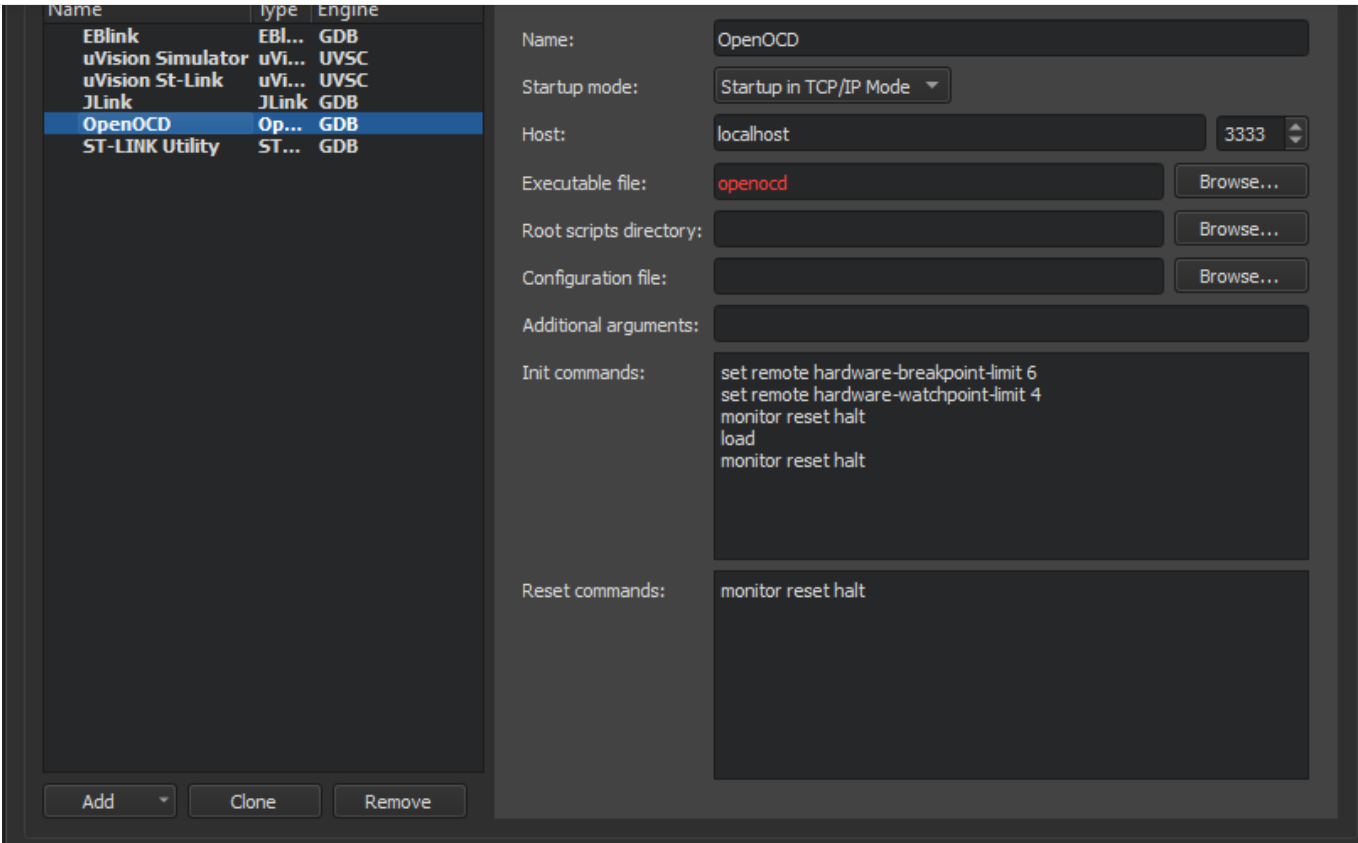 Name Type Engine
EBlink EBl... GDB
uVision Simulator uVi... UVSC
uVision St-Link uVi... UVSC
JLink JLink GDB
OpenOCD Op... GDB
ST-LINK Utility ST... GDB
Add
Clone
Remove
Name: OpenOCD
Startup mode: Startup in TCP/IP Mode
Host: localhost 3333
Executable file: openocd Browse...
Root scripts directory: Browse...
Configuration file: Browse...
Additional arguments:
Init commands: set remote hardware-breakpoint-limit 6
set remote hardware-watchpoint-limit 4
monitor reset halt
load
monitor reset halt
Reset commands: monitor reset halt